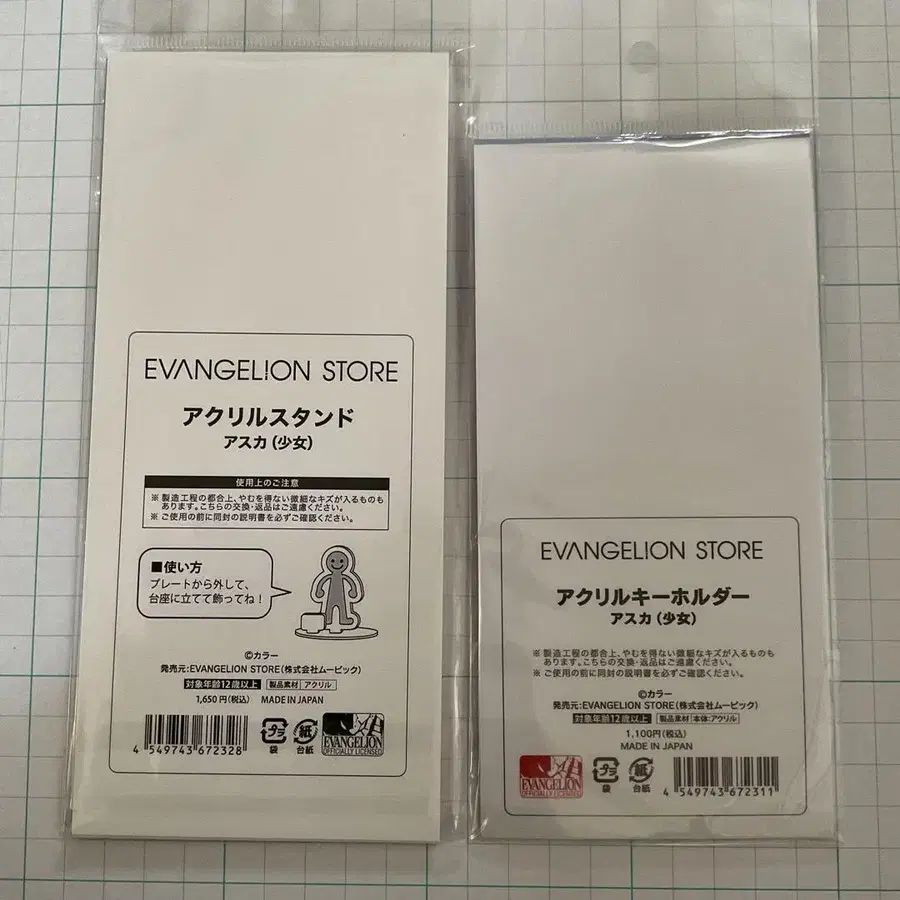 EVANGELION STORE
アクリルスタンド
アスカ(少女)
使用上のご注意
※ 製造工程の都合上、やむを得ない微細なキズが入るものも
あります。こちらの交換・返品はご遠慮ください。
※ ご使用の前に同封の説明書を必ずご確認ください。
■使い方
プレートから外して、
台座に立てて飾ってね!
©カラー
発売元:EVANGELION STORE(株式会社ムービック)
対象年齢12歳以上 製品素材 アクリル
1,650円(税込) MADE IN JAPAN
4 549743 672328
プラ 袋
紙 台紙
EVANGELION
OFFICIALLY LICENSED
EVANGELION STORE
アクリルキーホルダー
アスカ(少女)
※ 製造工程の都合上、やむを得ない微細なキズが入るものも
あります。こちらの交換・返品はご遠慮ください。
※ ご使用の前に同封の説明書を必ずご確認ください。
©カラー
発売元:EVANGELION STORE(株式会社ムービック)
対象年齢12歳以上 製品素材 本体:アクリル
1,100円(税込)
MADE IN JAPAN
EVANGELION
OFFICIALLY LICENSED
プラ 袋
紙 台紙
4 549743 672311